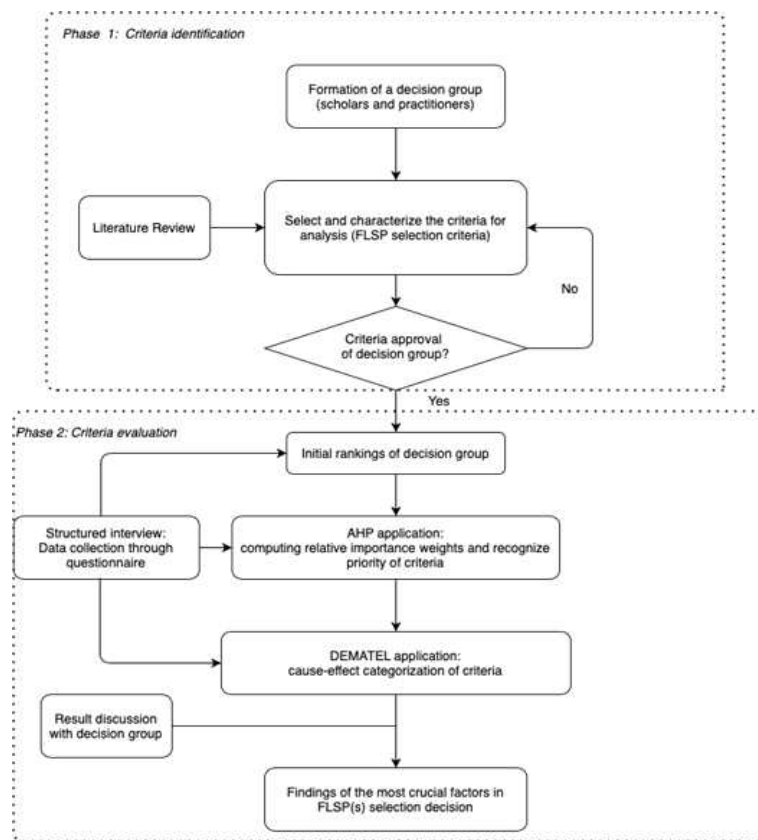 Phase 1: Criteria identification
Formation of a decision group
(scholars and practitioners)
Literature Review
Select and characterize the criteria for
analysis (FLSP selection criteria)
No
Criteria approval
of decision group?
Yes
Phase 2: Criteria evaluation
Initial rankings of decision group
Structured interview:
Data collection through
questionnaire
AHP application:
computing relative importance weights and recognize
priority of criteria
DEMATEL application:
cause-effect categorization of criteria
Result discussion
with decision group
Findings of the most crucial factors in
FLSP(s) selection decision